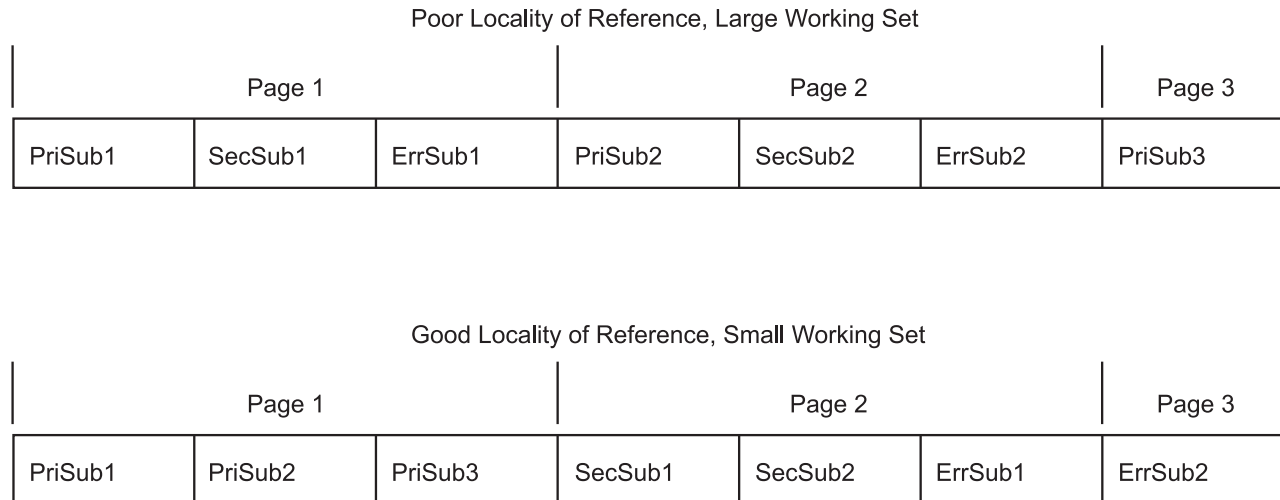 Poor Locality of Reference, Large Working Set
Page 1 Page 2 Page 3
PriSub1 SecSub1 ErrSub1 PriSub2 SecSub2 ErrSub2 PriSub3
Good Locality of Reference, Small Working Set
Page 1 Page 2 Page 3
PriSub1 PriSub2 PriSub3 SecSub1 SecSub2 ErrSub1 ErrSub2